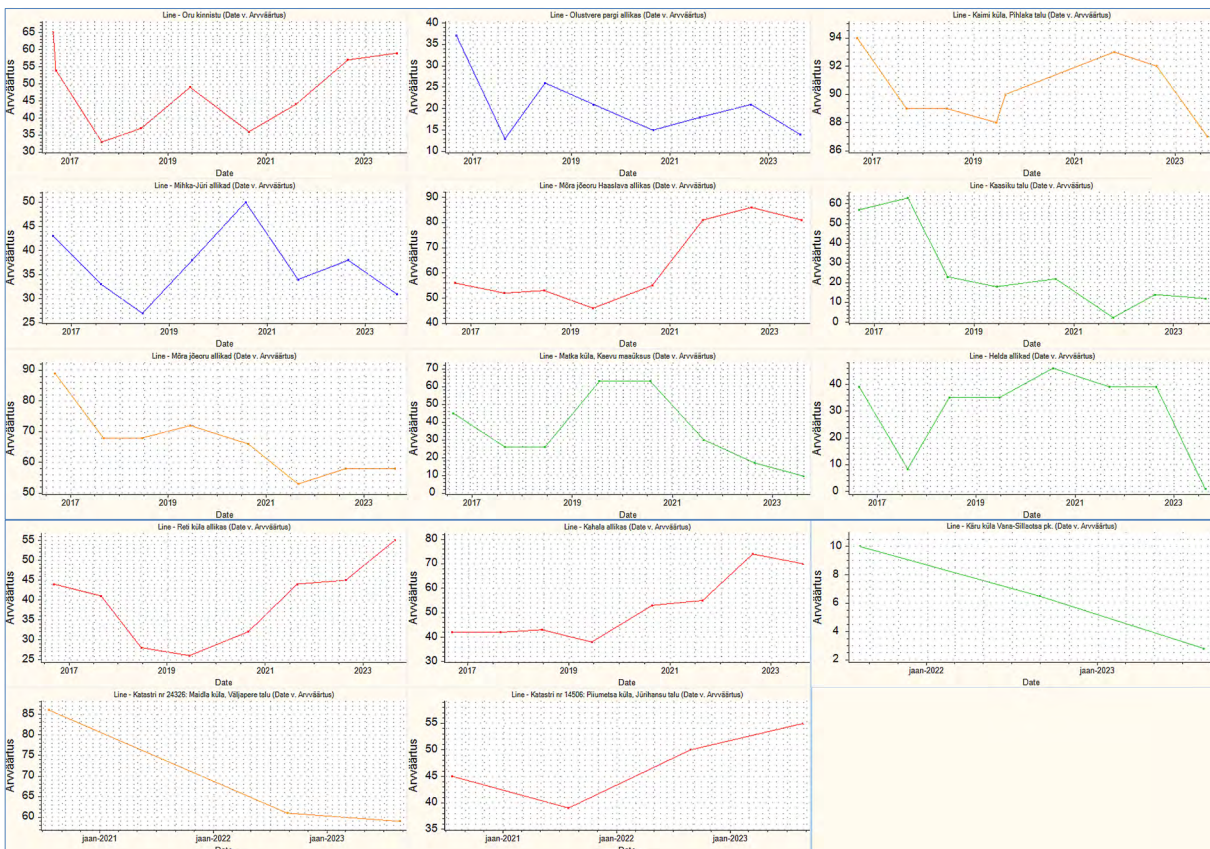 Line - Oru kinnistu (Date v. Arvväärtus)
Arvväärtus
65
60
55
50
45
40
35
30
2017
2019
2021
2023
Date
Line - Olustvere pargi allikas (Date v. Arvväärtus)
Arvväärtus
40
35
30
25
20
15
10
2017
2019
2021
2023
Date
Line - Keimi küla, Pihlaka talu (Date v. Arvväärtus)
Arvväärtus
94
92
90
88
86
2017
2019
2021
2023
Date
Line - Mihka-Jüri allikad (Date v. Arvväärtus)
Arvväärtus
50
45
40
35
30
25
2017
2019
2021
2023
Date
Line - Mõra jõeoru Haaslava allikas (Date v. Arvväärtus)
Arvväärtus
90
80
70
60
50
40
2017
2019
2021
2023
Date
Line - Kaasiku talu (Date v. Arvväärtus)
Arvväärtus
60
50
40
30
20
10
0
2017
2019
2021
2023
Date
Line - Mõra jõeoru allikad (Date v. Arvväärtus)
Arvväärtus
90
80
70
60
50
2017
2019
2021
2023
Date
Line - Matka küla, Kaevu maaüksus (Date v. Arvväärtus)
Arvväärtus
70
60
50
40
30
20
10
0
2017
2019
2021
2023
Date
Line - Helda allikad (Date v. Arvväärtus)
Arvväärtus
40
30
20
10
0
2017
2019
2021
2023
Date
Line - Reti küla allikas (Date v. Arvväärtus)
Arvväärtus
55
50
45
40
35
30
25
2017
2019
2021
2023
Date
Line - Kahala allikas (Date v. Arvväärtus)
Arvväärtus
80
70
60
50
40
30
2017
2019
2021
2023
Date
Line - Käru küla Vana-Sillaotsa pk. (Date v. Arvväärtus)
Arvväärtus
10
8
6
4
2
jaan-2022
jaan-2023
Date
Line - Katastri nr 24326: Maidla küla, Väljapere talu (Date v. Arvväärtus)
Arvväärtus
85
80
75
70
65
60
jaan-2021
jaan-2022
jaan-2023
Date
Line - Katastri nr 14506: Piiumetsa küla, Jürihansu talu (Date v. Arvväärtus)
Arvväärtus
55
50
45
40
35
jaan-2021
jaan-2022
jaan-2023
Date